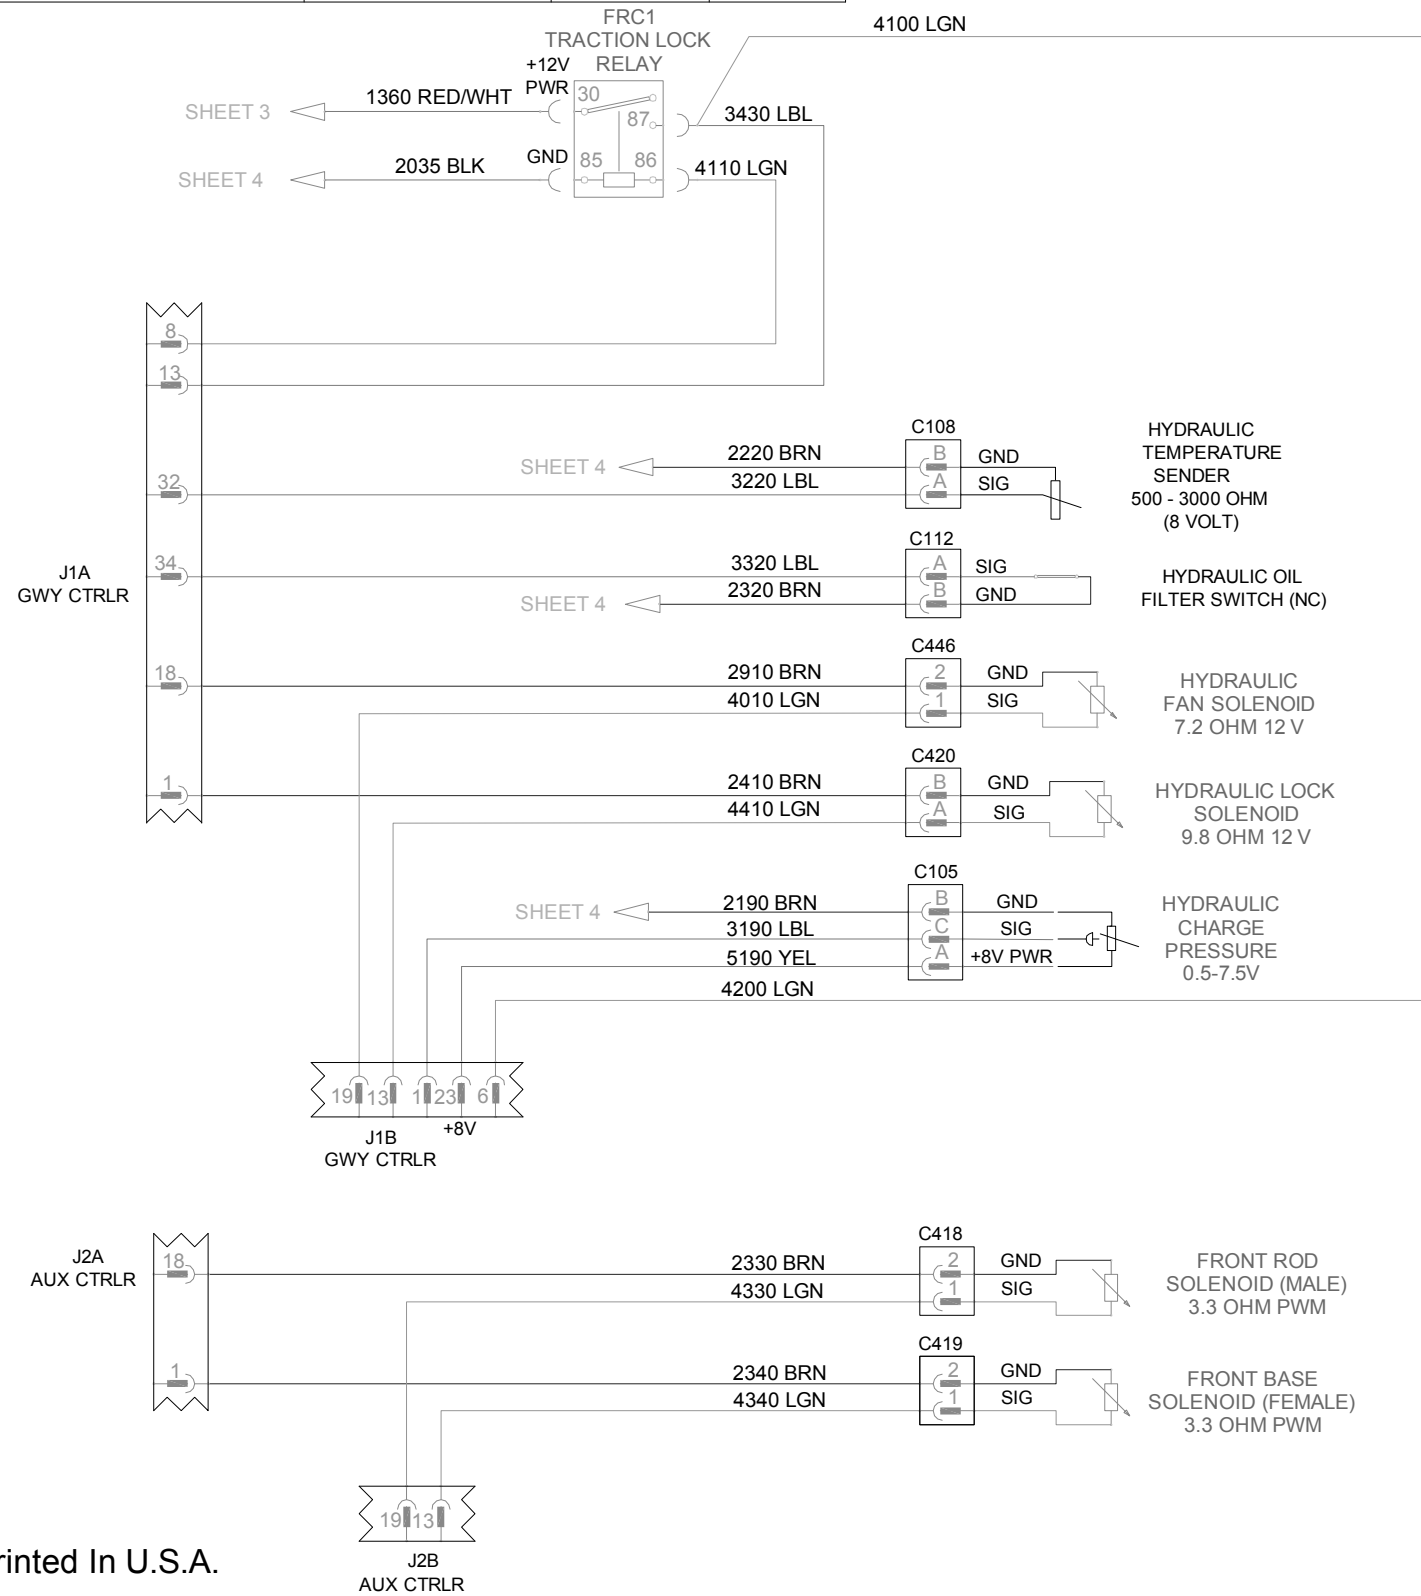 FRC1
TRACTION LOCK
RELAY
4100 LGN
+12V
PWR
30
SHEET 3
1360 RED/WHT
87
3430 LBL
SHEET 4
2035 BLK
GND
85
86
4110 LGN
8
13
32
34
18
1
J1A
GWY CTRLR
C108
SHEET 4
2220 BRN
B
GND
3220 LBL
A
SIG
HYDRAULIC
TEMPERATURE
SENDER
500 - 3000 OHM
(8 VOLT)
C112
3320 LBL
A
SIG
SHEET 4
2320 BRN
B
GND
HYDRAULIC OIL
FILTER SWITCH (NC)
C446
2910 BRN
2
GND
4010 LGN
1
SIG
HYDRAULIC
FAN SOLENOID
7.2 OHM 12 V
C420
2410 BRN
B
GND
4410 LGN
A
SIG
HYDRAULIC LOCK
SOLENOID
9.8 OHM 12 V
C105
SHEET 4
2190 BRN
B
GND
3190 LBL
C
SIG
5190 YEL
A
+8V PWR
HYDRAULIC
CHARGE
PRESSURE
0.5-7.5V
4200 LGN
19
13
1
23
6
+8V
J1B
GWY CTRLR
J2A
AUX CTRLR
18
1
C418
2330 BRN
2
GND
4330 LGN
1
SIG
FRONT ROD
SOLENOID (MALE)
3.3 OHM PWM
C419
2340 BRN
2
GND
4340 LGN
1
SIG
FRONT BASE
SOLENOID (FEMALE)
3.3 OHM PWM
19
13
J2B
AUX CTRLR
rinted In U.S.A.